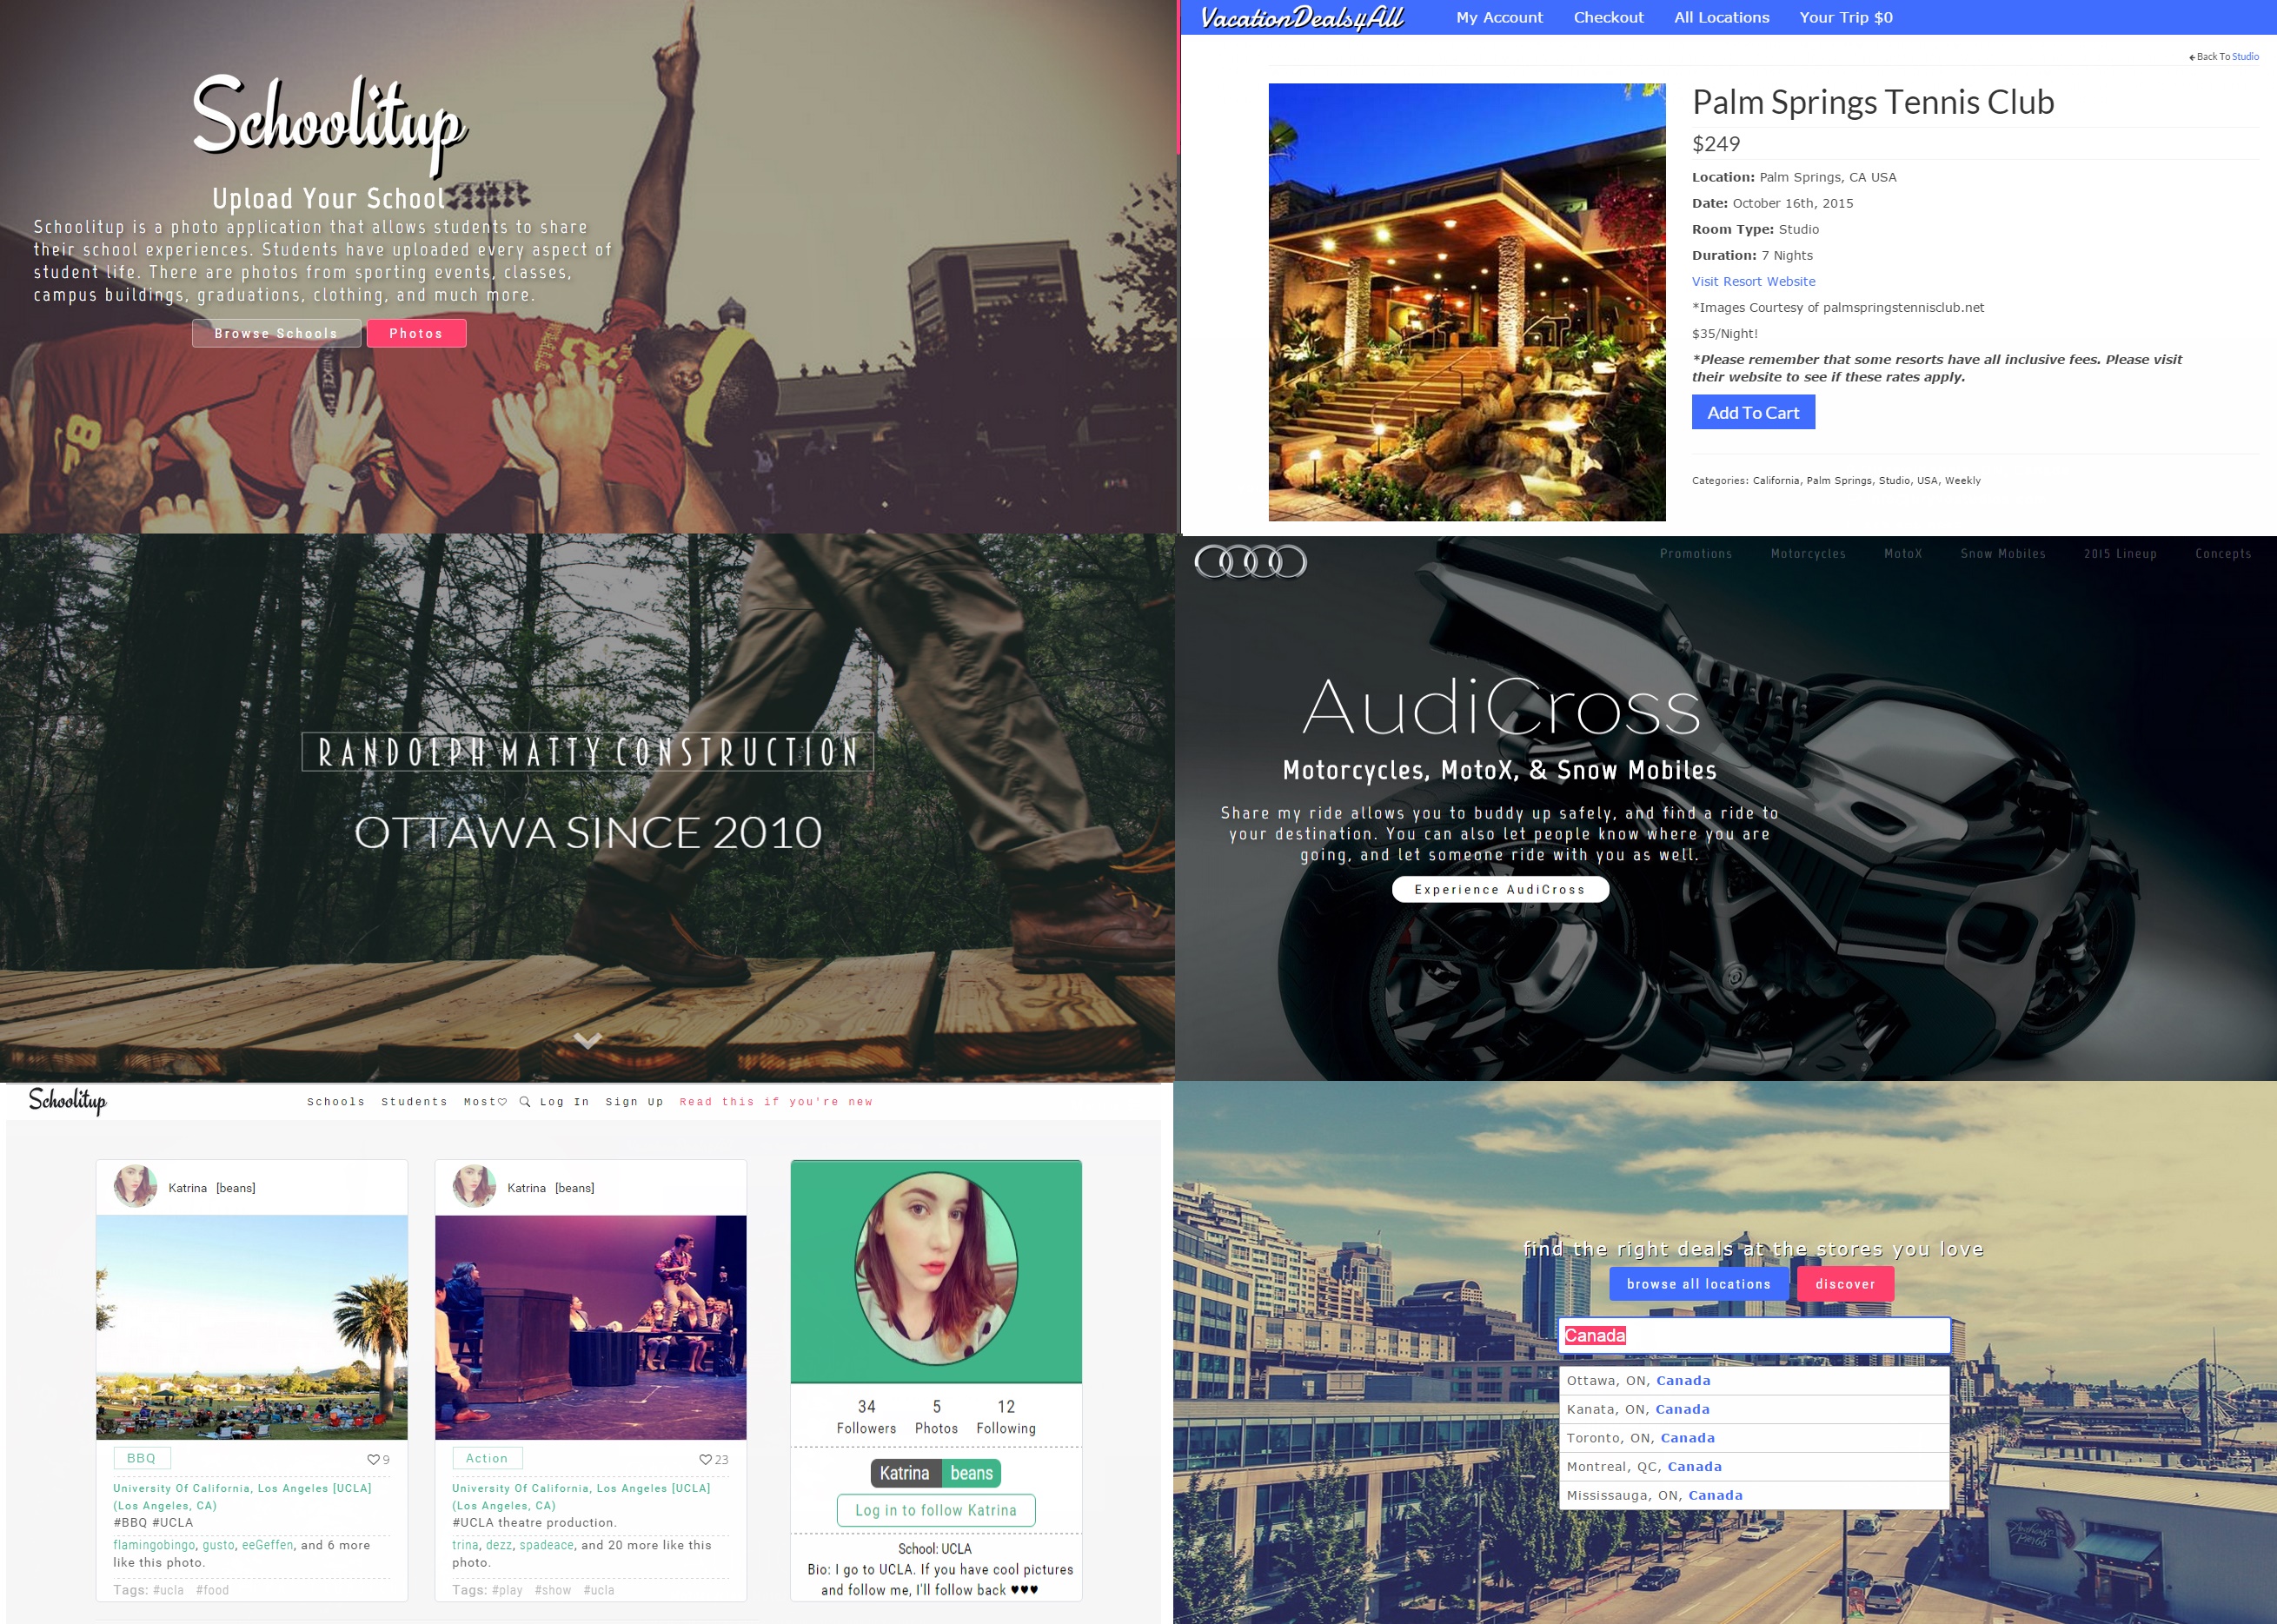 Schoolitup
Upload Your School
Schoolitup is a photo application that allows students to share
their school experiences. Students have uploaded every aspect of
student life. There are photos from sporting events, classes,
campus buildings, graduations, clothing, and much more.
Browse Schools
Photos
78
VacationDeals4All
My Account
Checkout
All Locations
Your Trip $0
Back To Studio
Palm Springs Tennis Club
$249
Location: Palm Springs, CA USA
Date: October 16th, 2015
Room Type: Studio
Duration: 7 Nights
Visit Resort Website
*Images Courtesy of palmspringstennisclub.net
$35/Night!
*Please remember that some resorts have all inclusive fees. Please visit
their website to see if these rates apply.
Add To Cart
Categories: California, Palm Springs, Studio, USA, Weekly
RANDOLPH MATTY CONSTRUCTION
OTTAWA SINCE 2010
Promotions
Motorcycles
MotoX
Snow Mobiles
2015 Lineup
Concepts
AudiCross
Motorcycles, MotoX, & Snow Mobiles
Share my ride allows you to buddy up safely, and find a ride to
your destination. You can also let people know where you are
going, and let someone ride with you as well.
Experience AudiCross
Schoolitup
Schools
Students
Most♡
Log In
Sign Up
Read this if you're new
Katrina [beans]
BBQ
♡ 9
University Of California, Los Angeles [UCLA]
(Los Angeles, CA)
#BBQ #UCLA
flamingobingo, gusto, eeGeffen, and 6 more
like this photo.
Tags: #ucla #food
Katrina [beans]
Action
♡ 23
University Of California, Los Angeles [UCLA]
(Los Angeles, CA)
#UCLA theatre production.
trina, dezz, spadeace, and 20 more like this
photo.
Tags: #play #show #ucla
34 5 12
Followers Photos Following
Katrina beans
Log in to follow Katrina
School: UCLA
Bio: I go to UCLA. If you have cool pictures
and follow me, I'll follow back ♥♥♥
find the right deals at the stores you love
browse all locations
discover
Canada
Ottawa, ON, Canada
Kanata, ON, Canada
Toronto, ON, Canada
Montreal, QC, Canada
Mississauga, ON, Canada